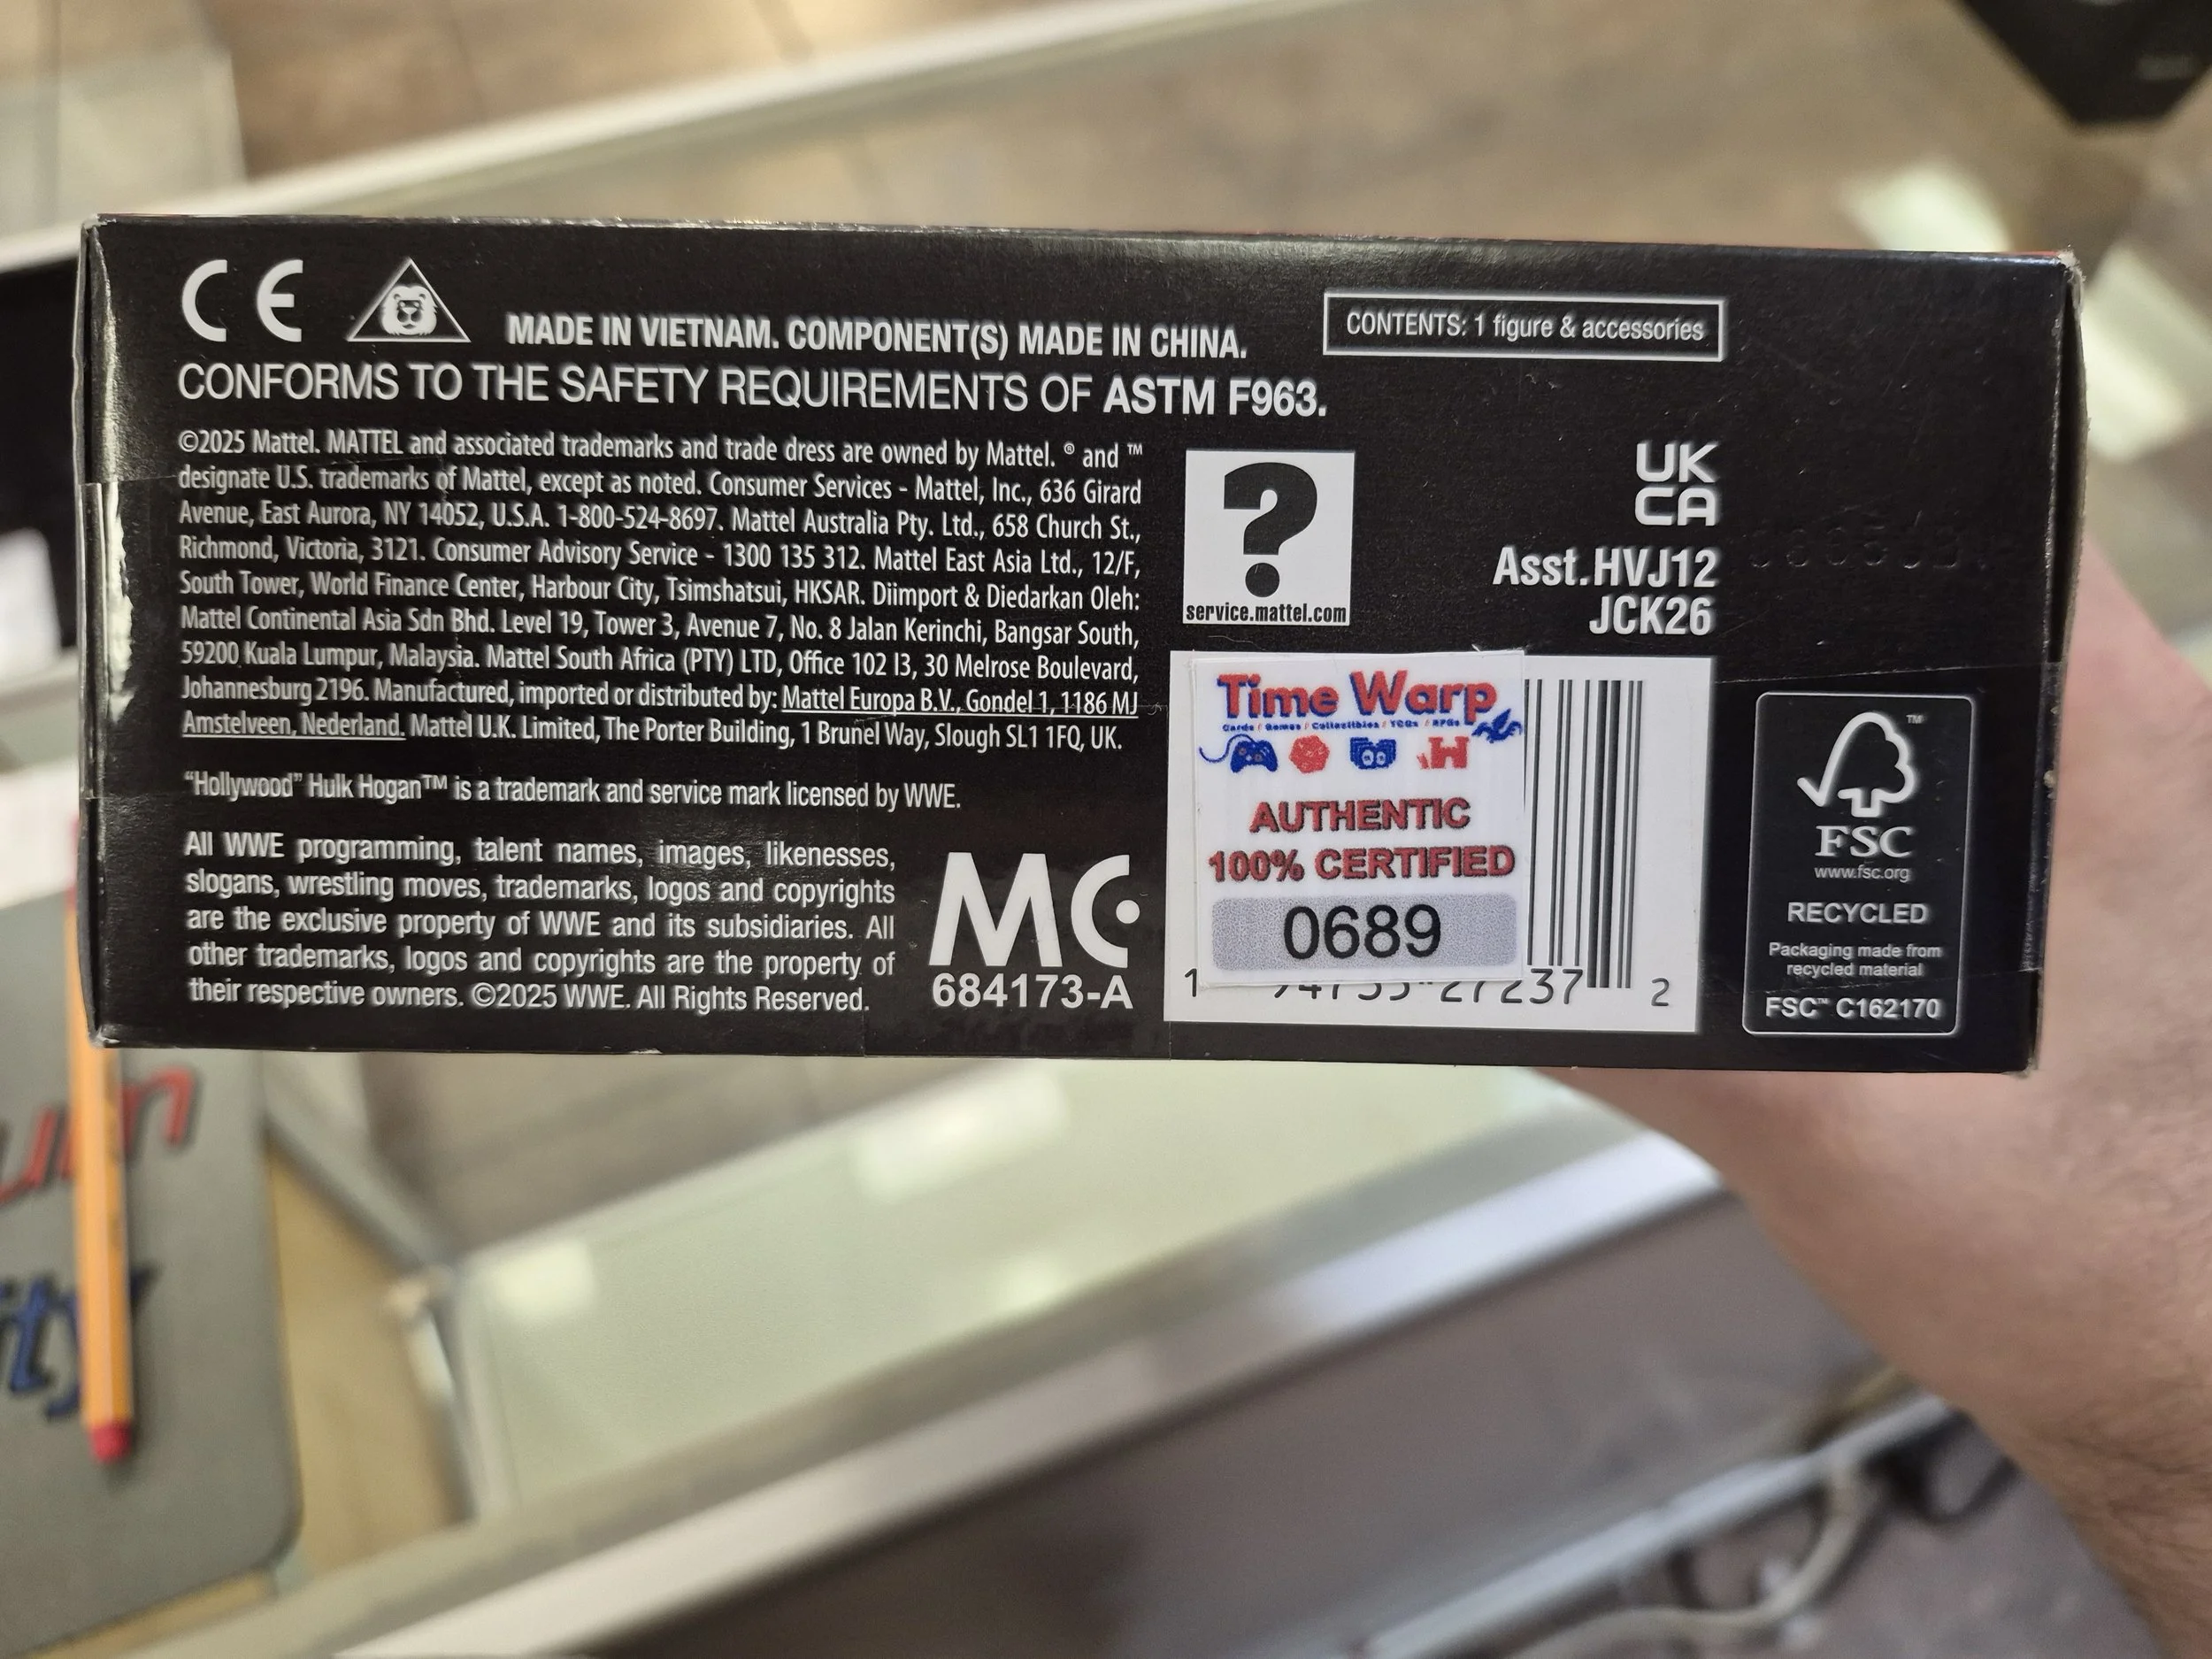 CE
MADE IN VIETNAM. COMPONENT(S) MADE IN CHINA.
CONTENTS: 1 figure & accessories
CONFORMS TO THE SAFETY REQUIREMENTS OF ASTM F963.
©2025 Mattel. MATTEL and associated trademarks and trade dress are owned by Mattel. ® and ™
designate U.S. trademarks of Mattel, except as noted. Consumer Services - Mattel, Inc., 636 Girard
Avenue, East Aurora, NY 14052, U.S.A. 1-800-524-8697. Mattel Australia Pty. Ltd., 658 Church St.,
Richmond, Victoria, 3121. Consumer Advisory Service - 1300 135 312. Mattel East Asia Ltd., 12/F,
South Tower, World Finance Center, Harbour City, Tsimshatsui, HKSAR. Diimport & Diedarkan Oleh:
Mattel Continental Asia Sdn Bhd. Level 19, Tower 3, Avenue 7, No. 8 Jalan Kerinchi, Bangsar South,
59200 Kuala Lumpur, Malaysia. Mattel South Africa (PTY) LTD, Office 102 I3, 30 Melrose Boulevard,
Johannesburg 2196. Manufactured, imported or distributed by: Mattel Europa B.V., Gondel 1, 1186 MJ
Amstelveen, Nederland. Mattel U.K. Limited, The Porter Building, 1 Brunel Way, Slough SL1 1FQ, UK.
“Hollywood” Hulk Hogan™ is a trademark and service mark licensed by WWE.
All WWE programming, talent names, images, likenesses,
slogans, wrestling moves, trademarks, logos and copyrights
are the exclusive property of WWE and its subsidiaries. All
other trademarks, logos and copyrights are the property of
their respective owners. ©2025 WWE. All Rights Reserved.
MC
684173-A
?
service.mattel.com
UK
CA
Asst.HVJ12
JCK26
Time Warp
Cards / Games / Collectibles / TCGs / RPGs
AUTHENTIC
100% CERTIFIED
0689
1
27237
2
™
FSC
www.fsc.org
RECYCLED
Packaging made from
recycled material
FSC™ C162170